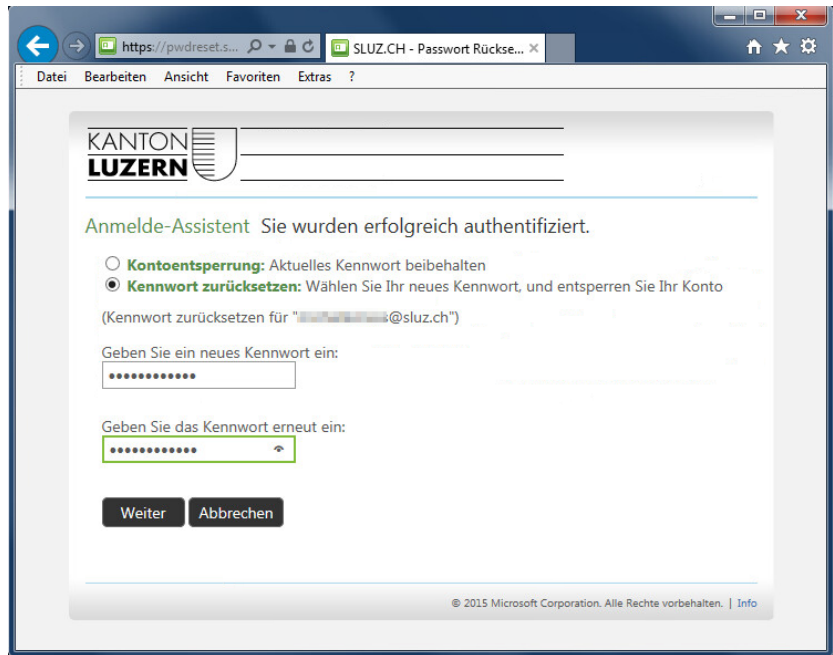 https://pwdreset.s...
SLUZ.CH - Passwort Rückse...
Datei Bearbeiten Ansicht Favoriten Extras ?
KANTON
LUZERN
Anmelde-Assistent Sie wurden erfolgreich authentifiziert.
Kontoentsperrung: Aktuelles Kennwort beibehalten
Kennwort zurücksetzen: Wählen Sie Ihr neues Kennwort, und entsperren Sie Ihr Konto
(Kennwort zurücksetzen für "@sluz.ch")
Geben Sie ein neues Kennwort ein:
••••••••••••
Geben Sie das Kennwort erneut ein:
••••••••••••
Weiter Abbrechen
© 2015 Microsoft Corporation. Alle Rechte vorbehalten. | Info